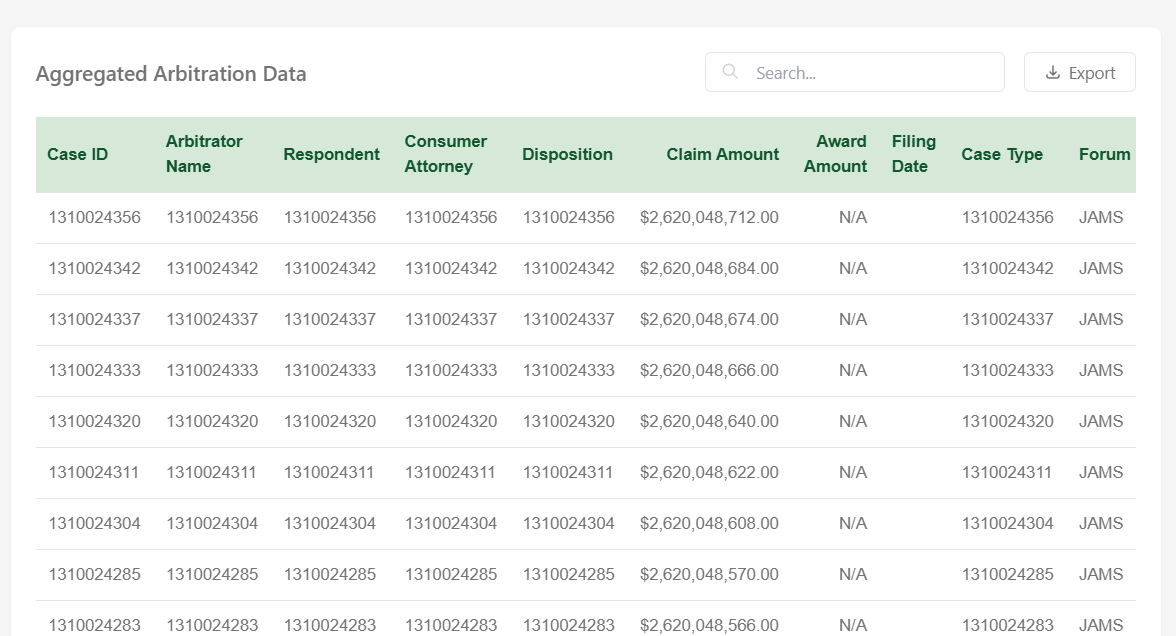 Aggregated Arbitration Data
Search...
Export
Case ID Arbitrator Name Respondent Consumer Attorney Disposition Claim Amount Award Amount Filing Date Case Type Forum
1310024356 1310024356 1310024356 1310024356 1310024356 $2,620,048,712.00 N/A 1310024356 JAMS
1310024342 1310024342 1310024342 1310024342 1310024342 $2,620,048,684.00 N/A 1310024342 JAMS
1310024337 1310024337 1310024337 1310024337 1310024337 $2,620,048,674.00 N/A 1310024337 JAMS
1310024333 1310024333 1310024333 1310024333 1310024333 $2,620,048,666.00 N/A 1310024333 JAMS
1310024320 1310024320 1310024320 1310024320 1310024320 $2,620,048,640.00 N/A 1310024320 JAMS
1310024311 1310024311 1310024311 1310024311 1310024311 $2,620,048,622.00 N/A 1310024311 JAMS
1310024304 1310024304 1310024304 1310024304 1310024304 $2,620,048,608.00 N/A 1310024304 JAMS
1310024285 1310024285 1310024285 1310024285 1310024285 $2,620,048,570.00 N/A 1310024285 JAMS
1310024283 1310024283 1310024283 1310024283 1310024283 $2,620,048,566.00 N/A 1310024283 JAMS